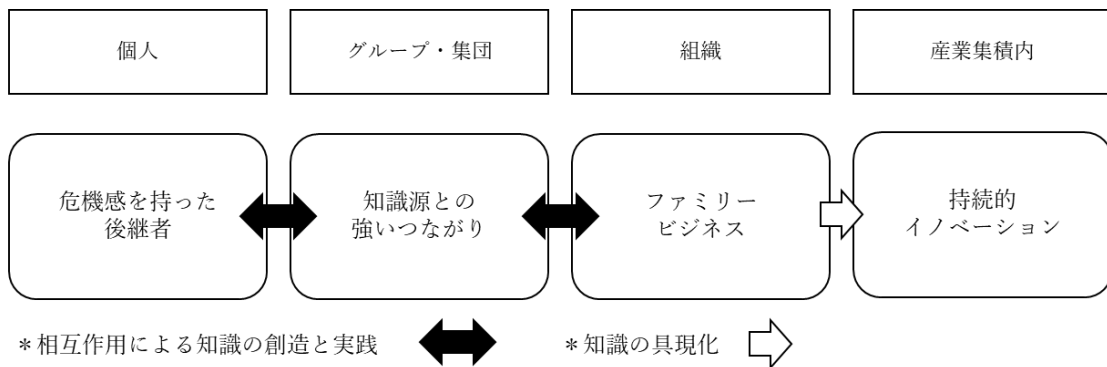 個人
グループ・集団
組織
産業集積内
危機感を持った
後継者
知識源との
強いつながり
ファミリー
ビジネス
持続的
イノベーション
＊相互作用による知識の創造と実践
＊知識の具現化